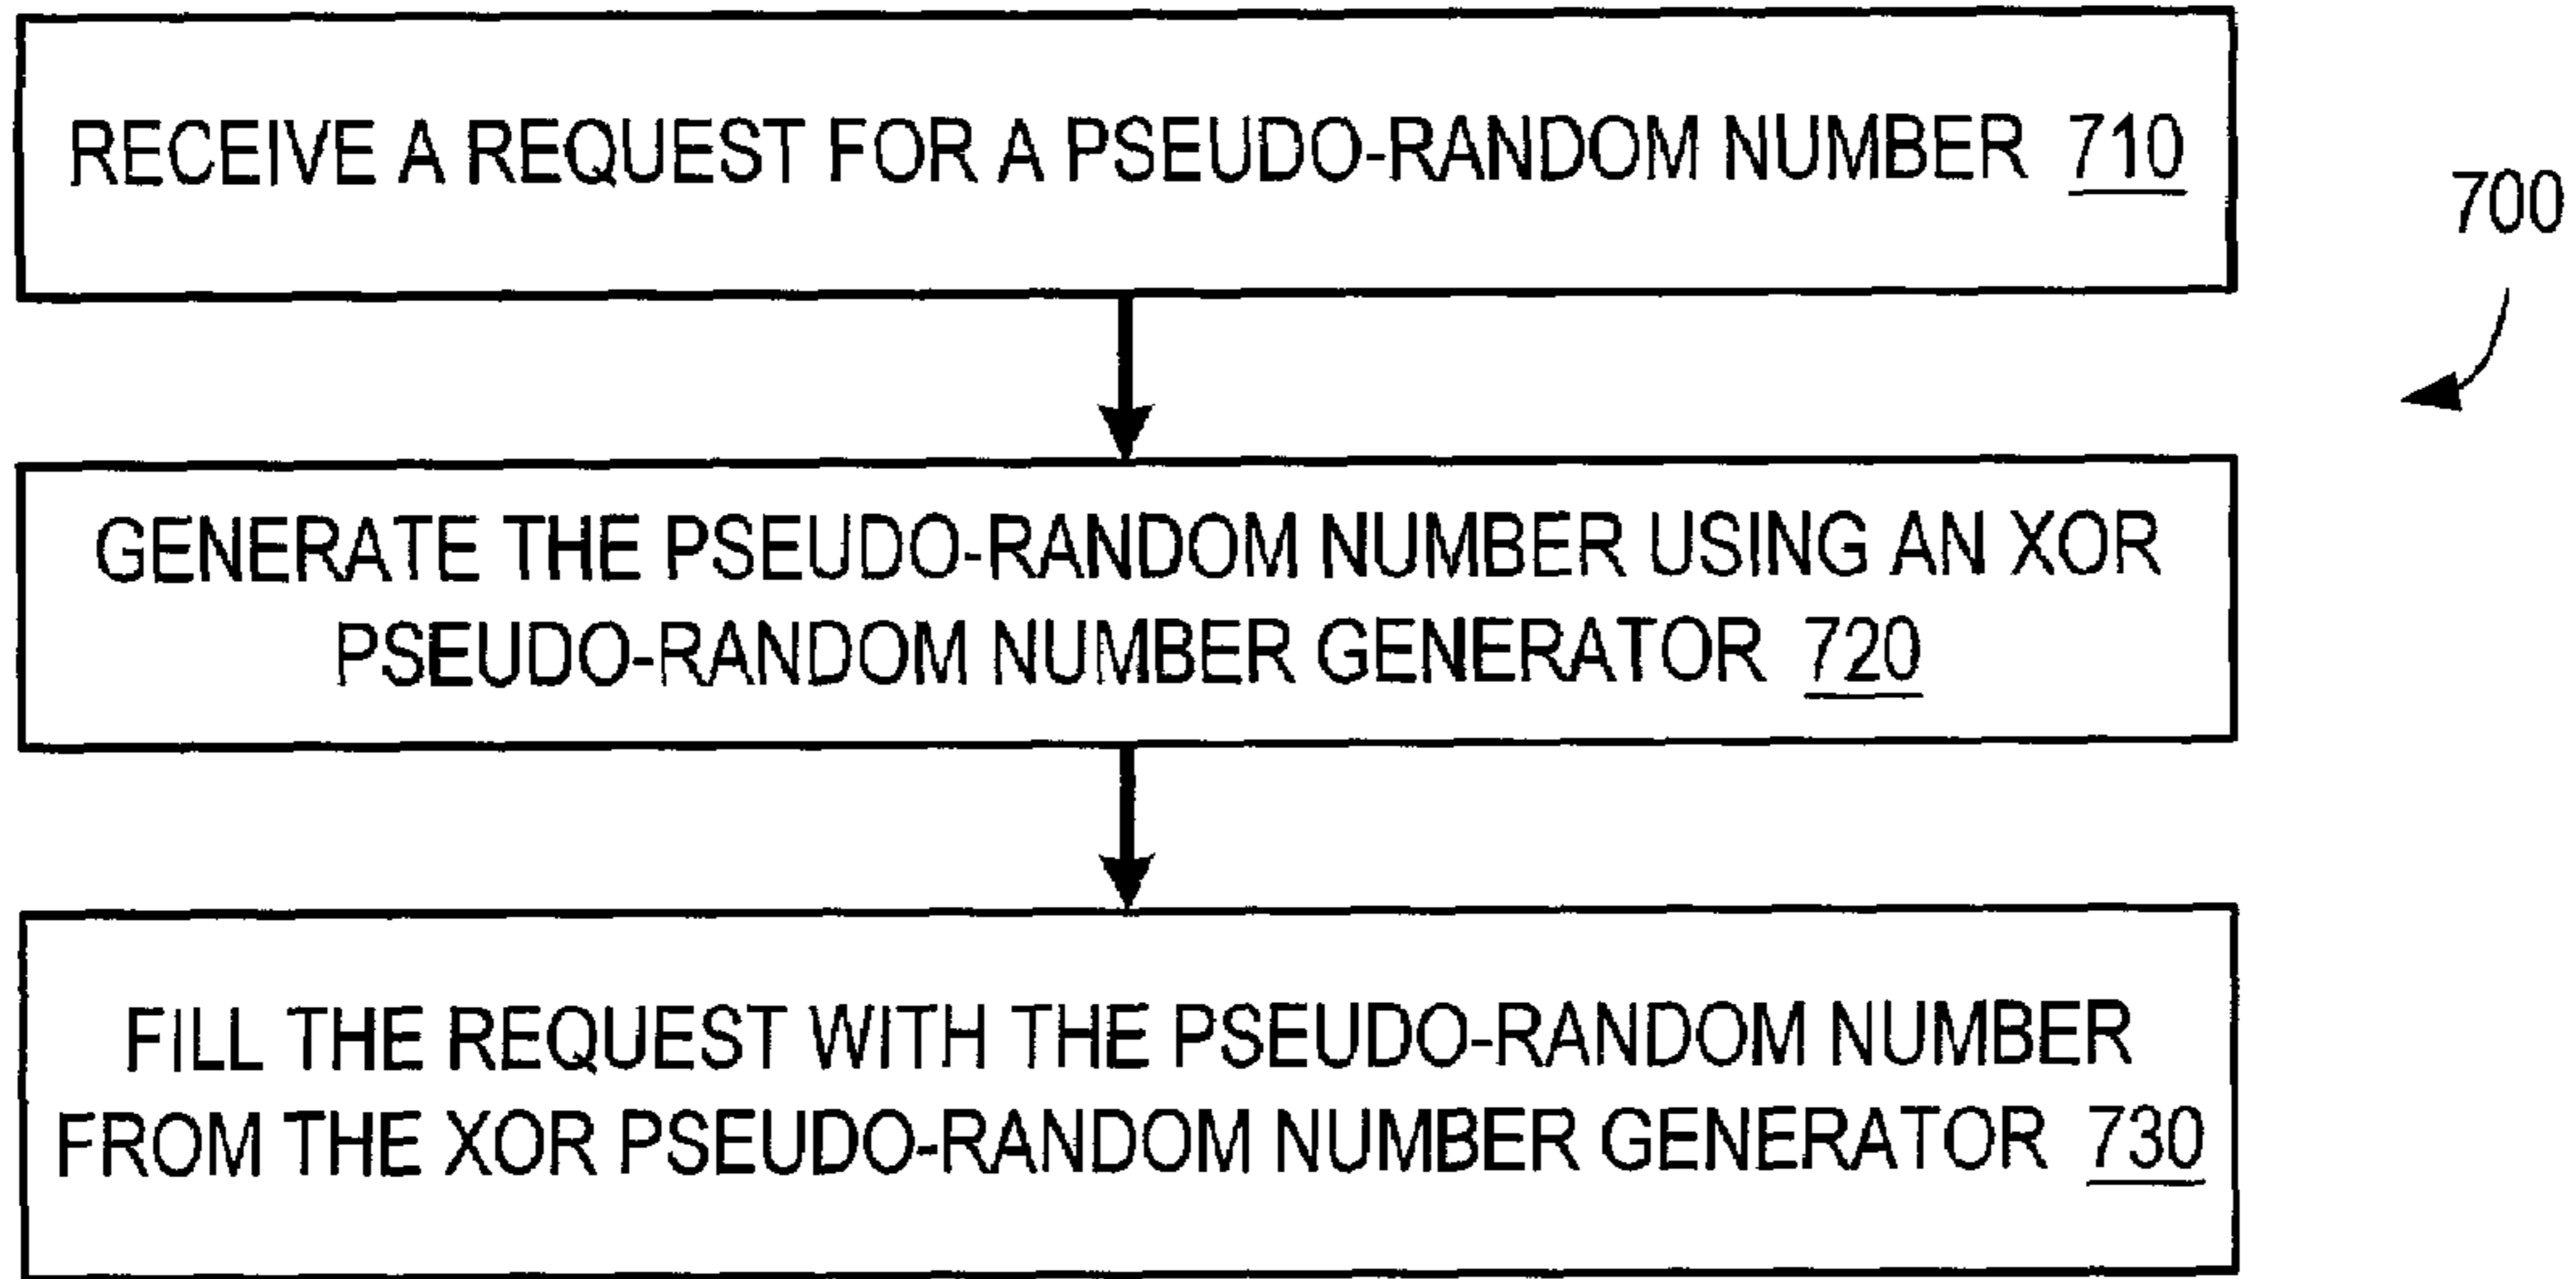 RECEIVE A REQUEST FOR A PSEUDO-RANDOM NUMBER 710
700
GENERATE THE PSEUDO-RANDOM NUMBER USING AN XOR
PSEUDO-RANDOM NUMBER GENERATOR 720
FILL THE REQUEST WITH THE PSEUDO-RANDOM NUMBER
FROM THE XOR PSEUDO-RANDOM NUMBER GENERATOR 730